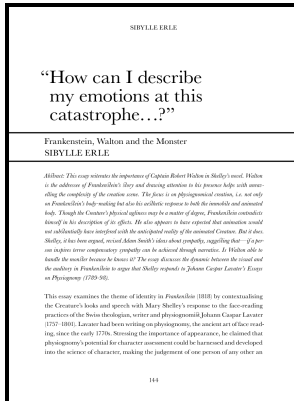 SIBYLLE ERLE
“How can I describe
my emotions at this
catastrophe…?”
Frankenstein, Walton and the Monster
SIBYLLE ERLE
Abstract: This essay reiterates the importance of Captain Robert Walton in Shelley's novel. Walton
is the addressee of Frankenstein's story and drawing attention to his presence helps with unrav-
elling the complexity of the creation scene. The focus is on physiognomical creation, i.e. not only
on Frankenstein's body-making but also his aesthetic response to both the inanimate and animated
body. Though the Creature's physical ugliness may be a matter of degree, Frankenstein contradicts
himself in his description of its effects. He also appears to have expected that animation would
not substantially have interfered with the anticipated reality of the animated Creature. But it does.
Shelley, it has been argued, revised Adam Smith's ideas about sympathy, suggesting that – if a per-
son inspires terror – compensatory sympathy can be achieved through narrative. Is Walton able to
handle the monster because he knows it? The essay discusses the dynamic between the visual and
the auditory in Frankenstein to argue that Shelley responds to Johann Caspar Lavater's Essays
on Physiognomy (1789–98).
This essay examines the theme of identity in Frankenstein (1818) by contextualising
the Creature's looks and speech with Mary Shelley's response to the face-reading
practices of the Swiss theologian, writer and physiognomist Johann Caspar Lavater
(1757–1801). Lavater had been writing on physiognomy, the ancient art of face read-
ing, since the early 1770s. Stressing the importance of appearance, he claimed that
physiognomy's potential for character assessment could be harnessed and developed
into the science of character, making the judgement of one person of any other an
144